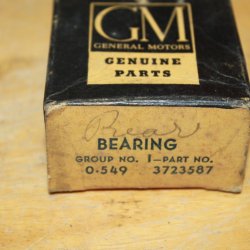 GM
GENERAL MOTORS
GENUINE
PARTS
Rear
BEARING
GROUP NO. 1—PART NO.
0.549 3723587